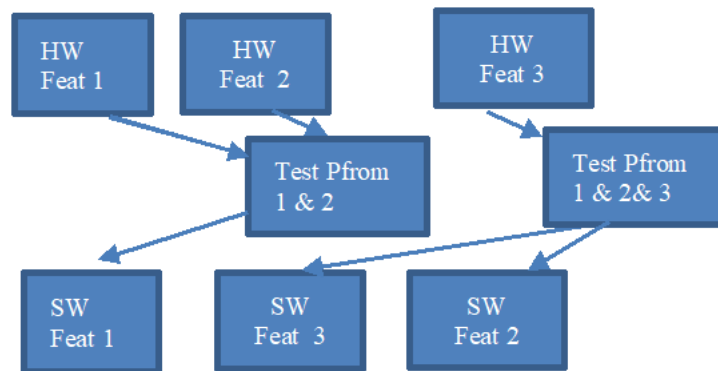 HW
Feat 1
HW
Feat 2
HW
Feat 3
Test Pfrom
1 & 2
Test Pfrom
1 & 2& 3
SW
Feat 1
SW
Feat 3
SW
Feat 2